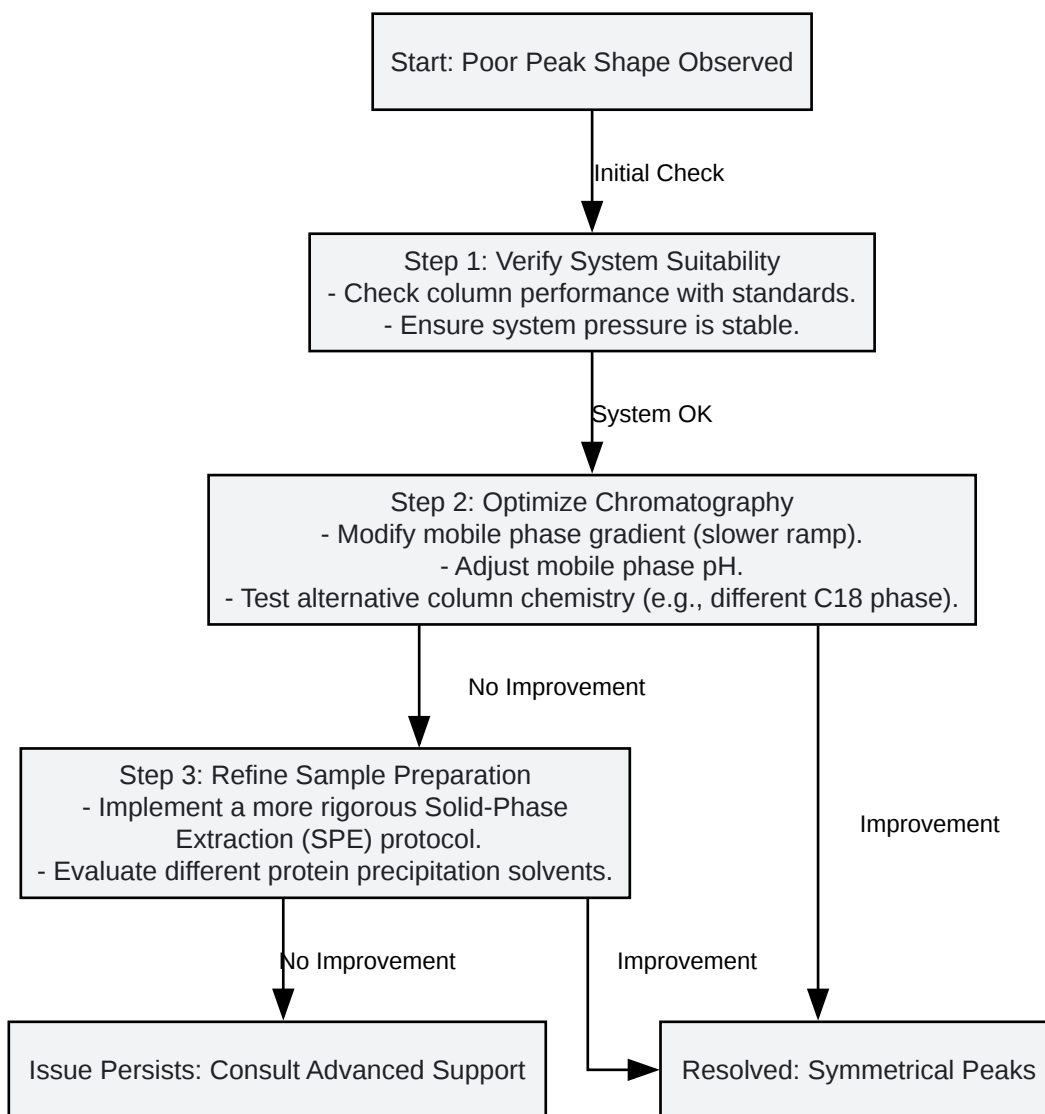 Start: Poor Peak Shape Observed
Initial Check
Step 1: Verify System Suitability
- Check column performance with standards.
- Ensure system pressure is stable.
System OK
Step 2: Optimize Chromatography
- Modify mobile phase gradient (slower ramp).
- Adjust mobile phase pH.
- Test alternative column chemistry (e.g., different C18 phase).
No Improvement
Step 3: Refine Sample Preparation
- Implement a more rigorous Solid-Phase
Extraction (SPE) protocol.
- Evaluate different protein precipitation solvents.
Improvement
No Improvement
Improvement
Issue Persists: Consult Advanced Support
Resolved: Symmetrical Peaks